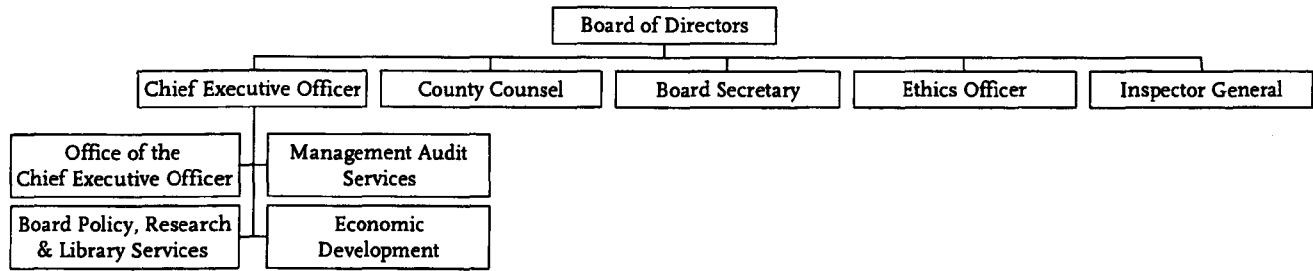 Board of Directors
Chief Executive Officer
County Counsel
Board Secretary
Ethics Officer
Inspector General
Office of the
Chief Executive Officer
Management Audit
Services
Board Policy, Research
& Library Services
Economic
Development